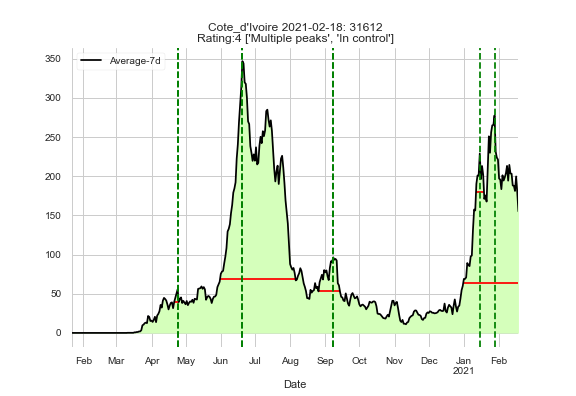 Cote_d'Ivoire 2021-02-18: 31612
Rating:4 ['Multiple peaks', 'In control']
Average-7d
350
300
250
200
150
100
50
0
Feb Mar Apr May Jun Jul Aug Sep Oct Nov Dec Jan Feb
2021
Date